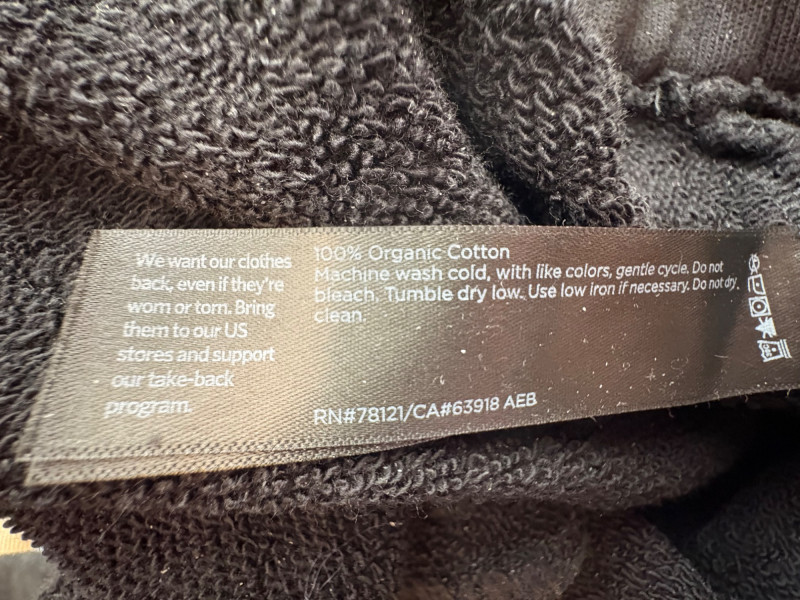 We want our clothes
back, even if they're
worn or torn. Bring
them to our US
stores and support
our take-back
program.
100% Organic Cotton
Machine wash cold, with like colors, gentle cycle. Do not
bleach. Tumble dry low. Use low iron if necessary. Do not dry
clean.
RN#78121/CA#63918 AEB